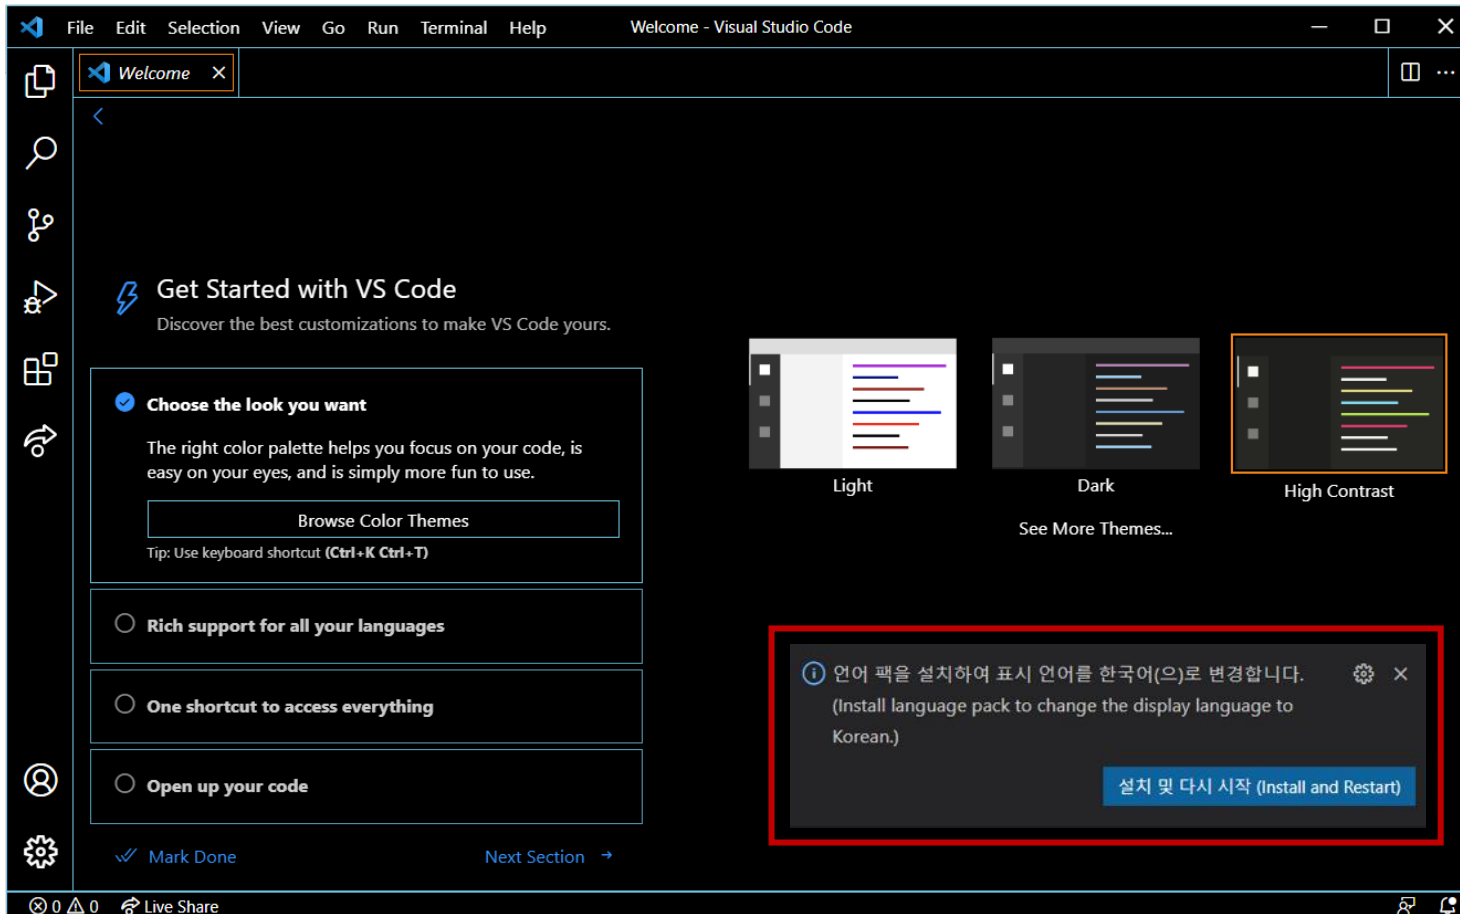 File Edit Selection View Go Run Terminal Help Welcome - Visual Studio Code
Welcome
Get Started with VS Code
Discover the best customizations to make VS Code yours.
Choose the look you want
The right color palette helps you focus on your code, is
easy on your eyes, and is simply more fun to use.
Browse Color Themes
Tip: Use keyboard shortcut (Ctrl+K Ctrl+T)
Rich support for all your languages
One shortcut to access everything
Open up your code
Mark Done
Next Section
Light
Dark
High Contrast
See More Themes...
언어 팩을 설치하여 표시 언어를 한국어(으)로 변경합니다.
(Install language pack to change the display language to
Korean.)
설치 및 다시 시작 (Install and Restart)
0 0 Live Share